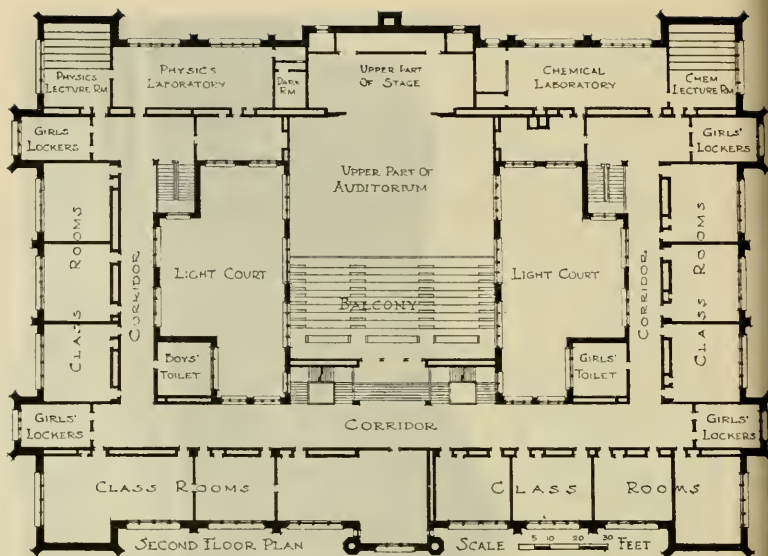 PHYSICS
LECTURE RM
PHYSICS
LABORATORY
DARK
RM
UPPER PART
OF STAGE
CHEMICAL
LABORATORY
CHEM
LECTURE RM
GIRLS'
LOCKERS
GIRLS'
LOCKERS
UPPER PART OF
AUDITORIUM
CLASS ROOMS
CORRIDOR
LIGHT COURT
BALCONY
LIGHT COURT
CORRIDOR
CLASS ROOMS
BOYS'
TOILET
GIRLS'
TOILET
GIRLS'
LOCKERS
CORRIDOR
GIRLS'
LOCKERS
CLASS ROOMS
CLASS ROOMS
SECOND FLOOR PLAN
SCALE 5 10 20 30 FEET